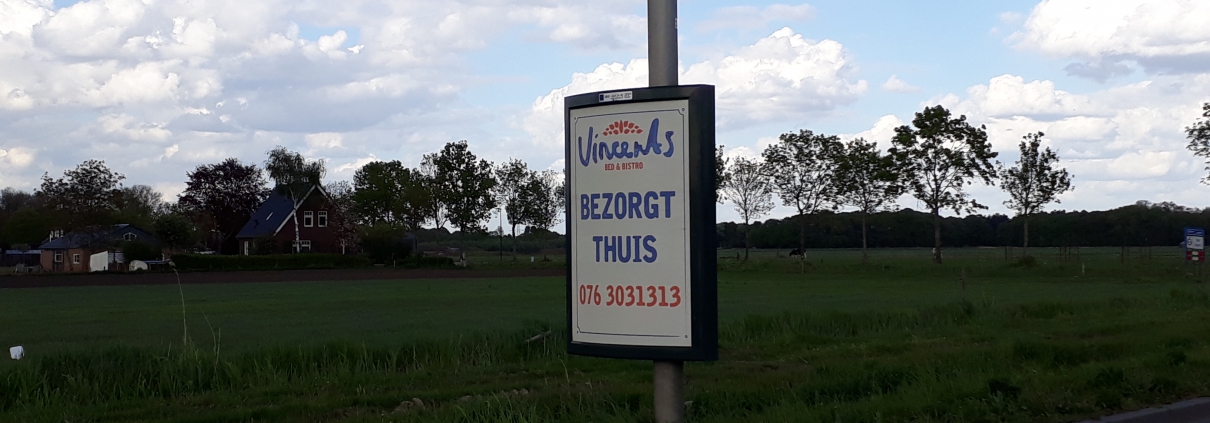 Vincents
BED & BISTRO
BEZORGT
THUIS
076 3031313